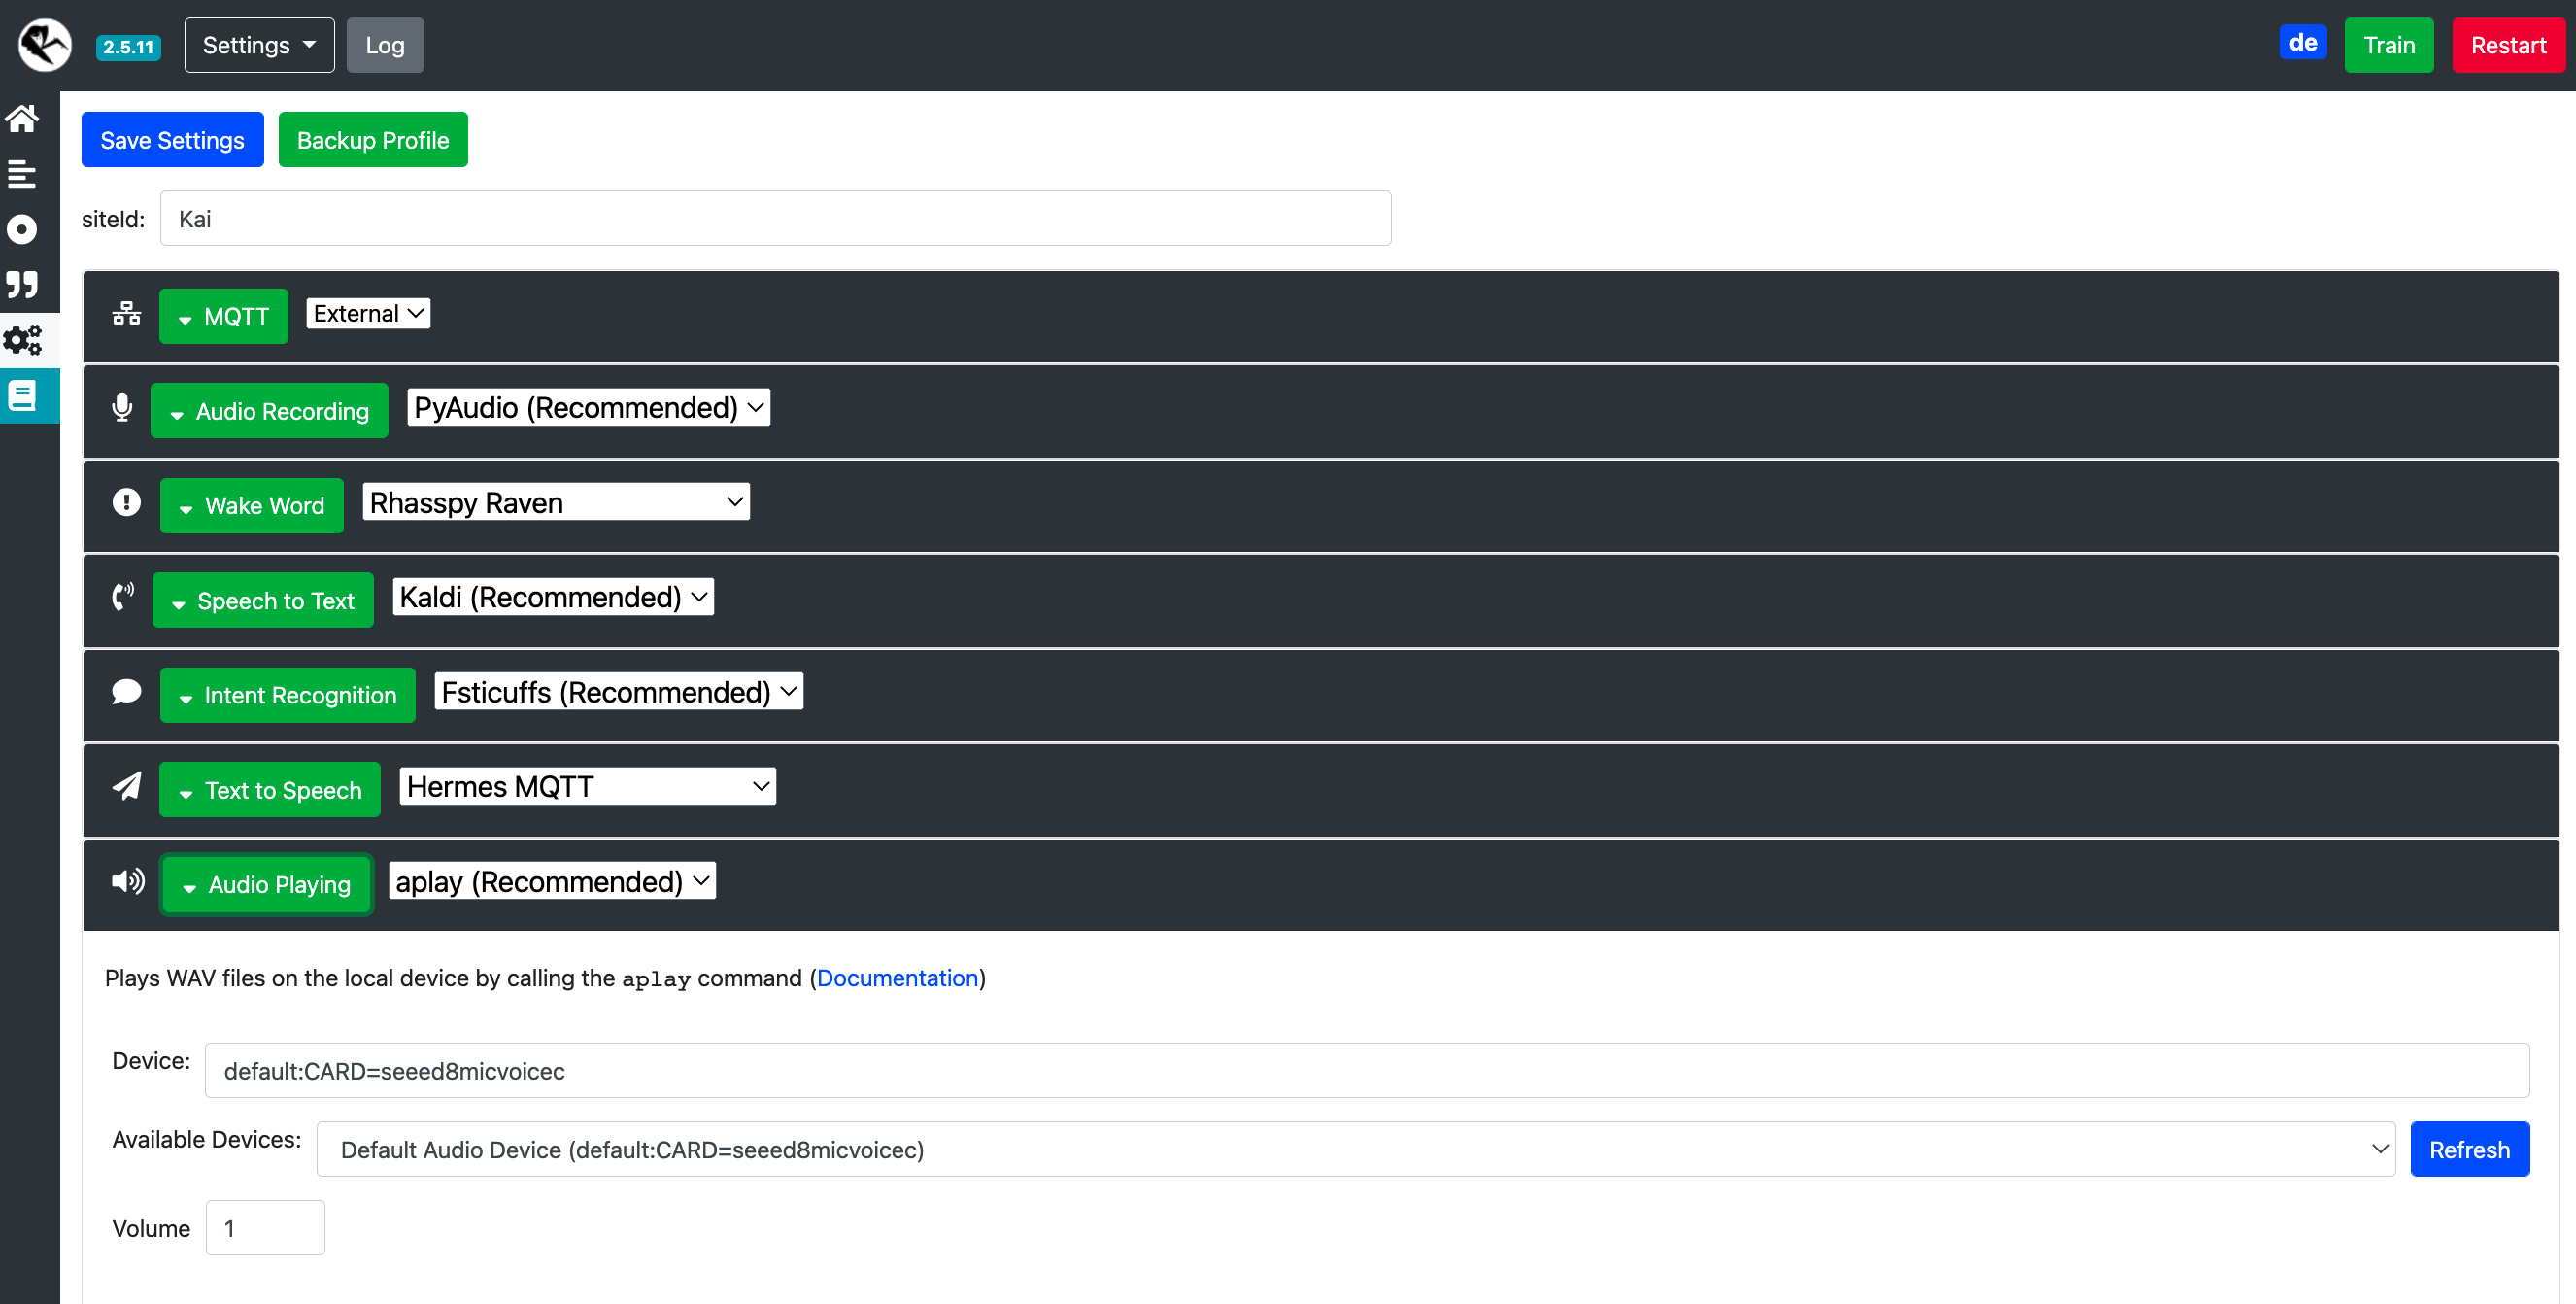 2.5.11 Settings Log de Train Restart
Save Settings Backup Profile
siteId: Kai
MQTT External
Audio Recording PyAudio (Recommended)
Wake Word Rhasspy Raven
Speech to Text Kaldi (Recommended)
Intent Recognition Fsticuffs (Recommended)
Text to Speech Hermes MQTT
Audio Playing aplay (Recommended)
Plays WAV files on the local device by calling the aplay command (Documentation)
Device: default:CARD=seeed8micvoicec
Available Devices: Default Audio Device (default:CARD=seeed8micvoicec) Refresh
Volume 1